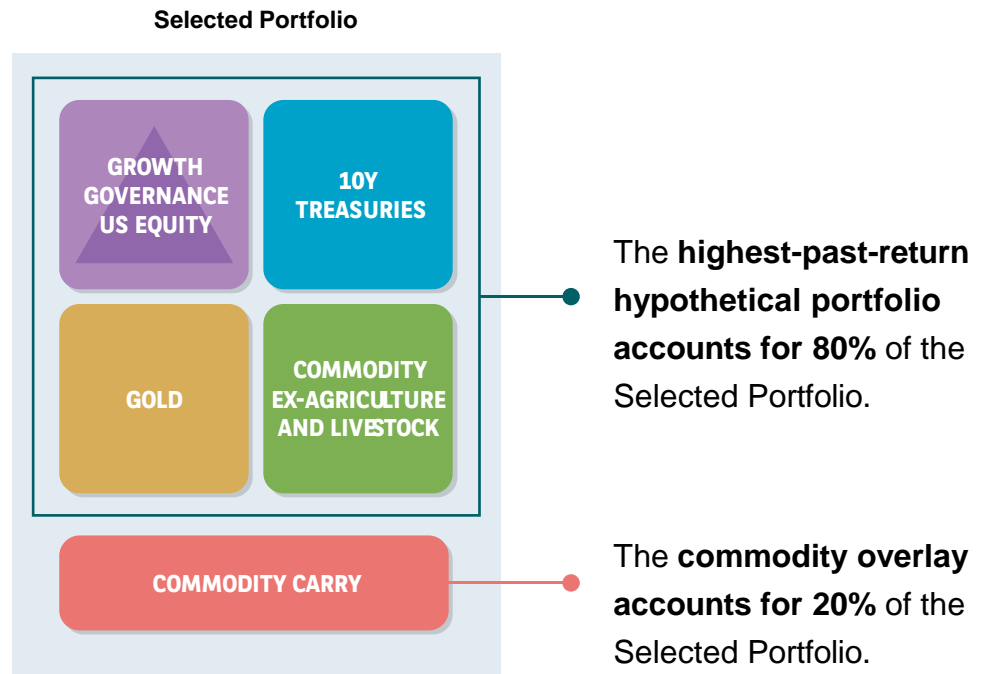 Selected Portfolio
GROWTH
GOVERNANCE
US EQUITY
10Y
TREASURIES
GOLD
COMMODITY
EX-AGRICULTURE
AND LIVESTOCK
COMMODITY CARRY
The highest-past-return
hypothetical portfolio
accounts for 80% of the
Selected Portfolio.
The commodity overlay
accounts for 20% of the
Selected Portfolio.